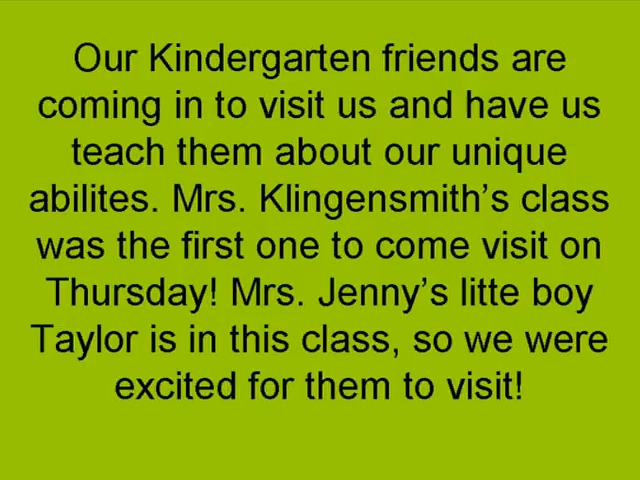 Our Kindergarten friends are
coming in to visit us and have us
teach them about our unique
abilites. Mrs. Klingensmith’s class
was the first one to come visit on
Thursday! Mrs. Jenny’s litte boy
Taylor is in this class, so we were
excited for them to visit!